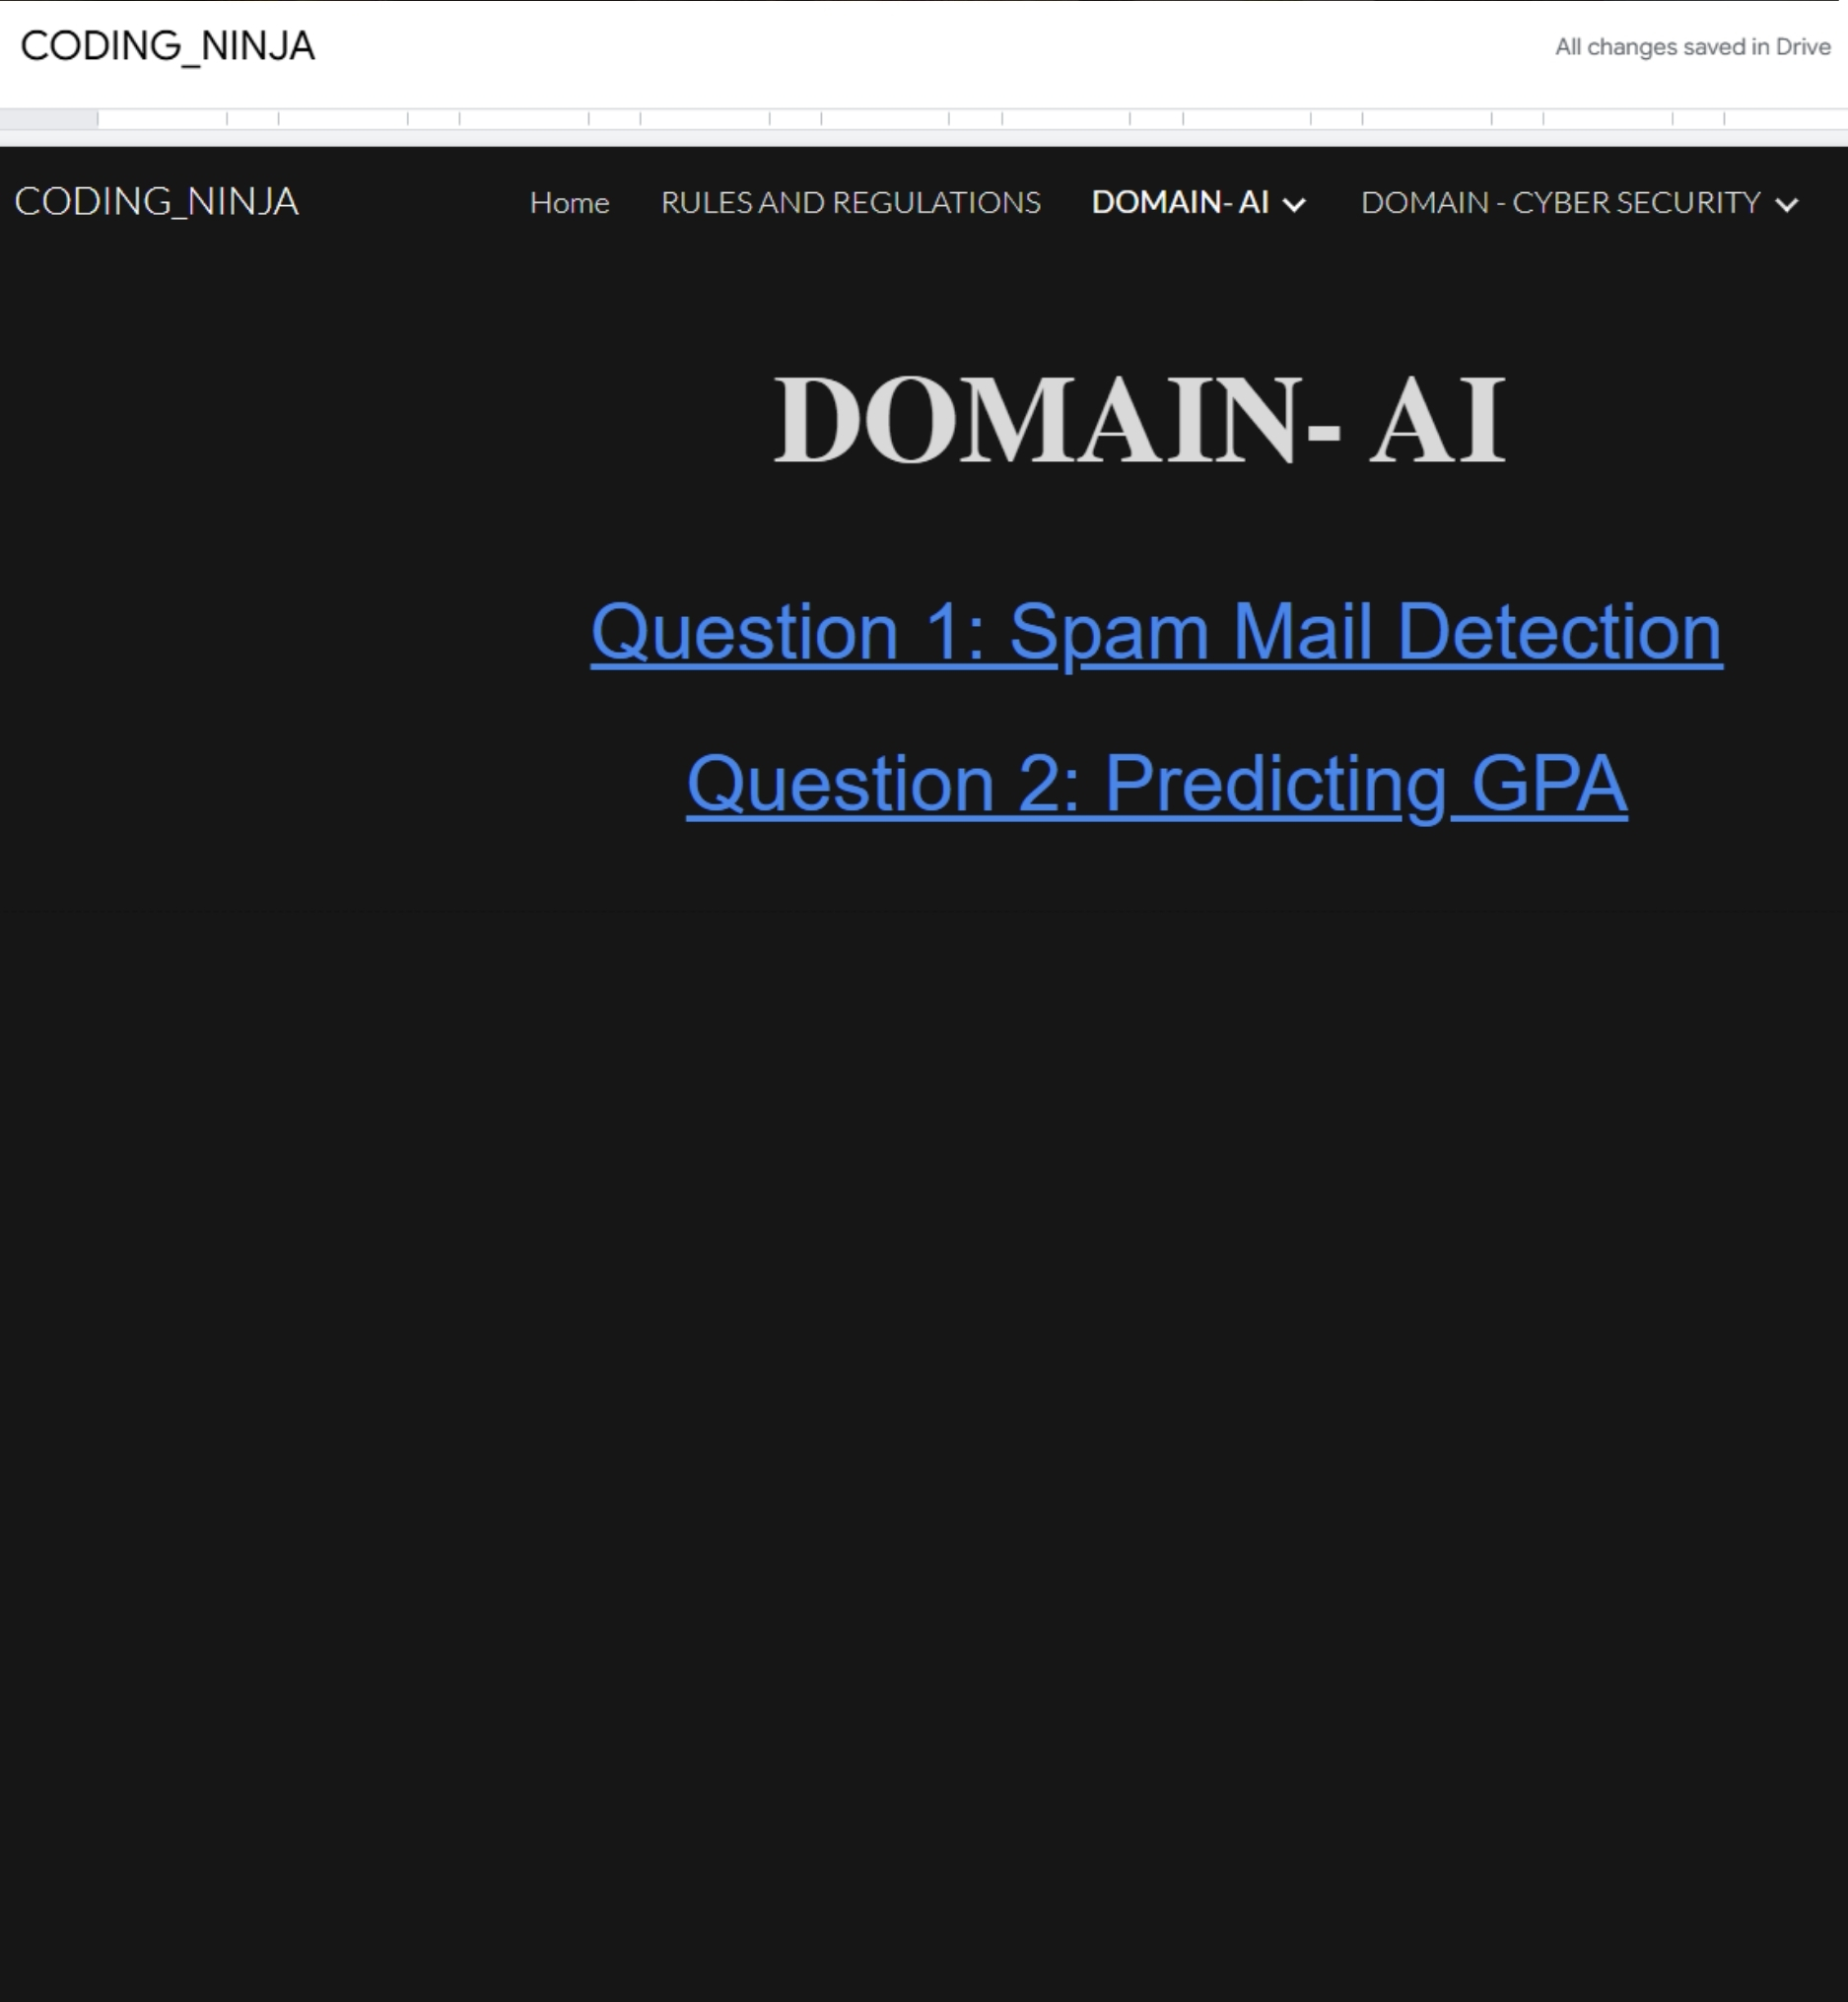 CODING_NINJA
All changes saved in Drive
CODING_NINJA
Home
RULES AND REGULATIONS
DOMAIN- AI
DOMAIN - CYBER SECURITY
DOMAIN- AI
Question 1: Spam Mail Detection
Question 2: Predicting GPA